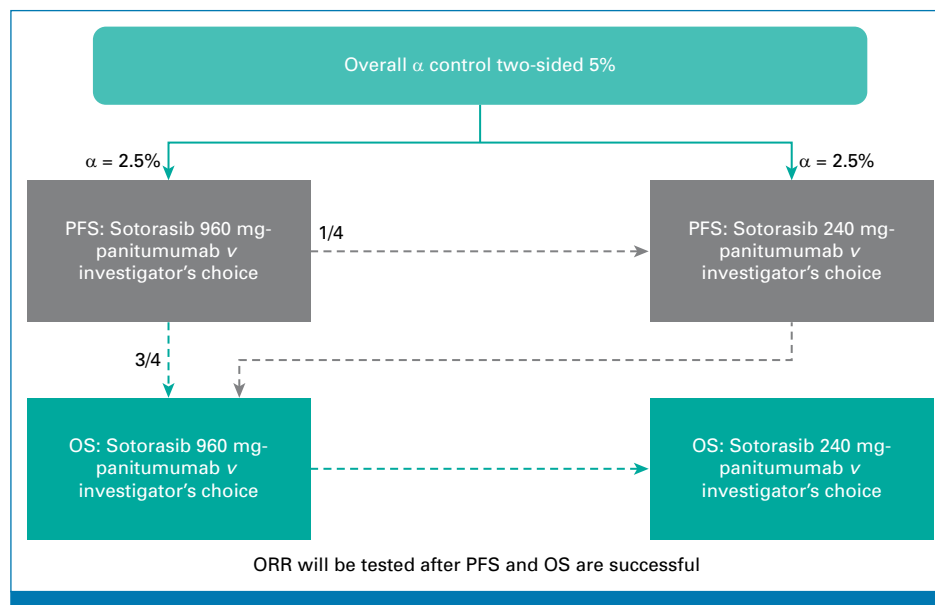 Overall α control two-sided 5%
α = 2.5%
α = 2.5%
PFS: Sotorasib 960 mg-
panitumumab v
investigator's choice
1/4
PFS: Sotorasib 240 mg-
panitumumab v
investigator's choice
3/4
OS: Sotorasib 960 mg-
panitumumab v
investigator's choice
OS: Sotorasib 240 mg-
panitumumab v
investigator's choice
ORR will be tested after PFS and OS are successful